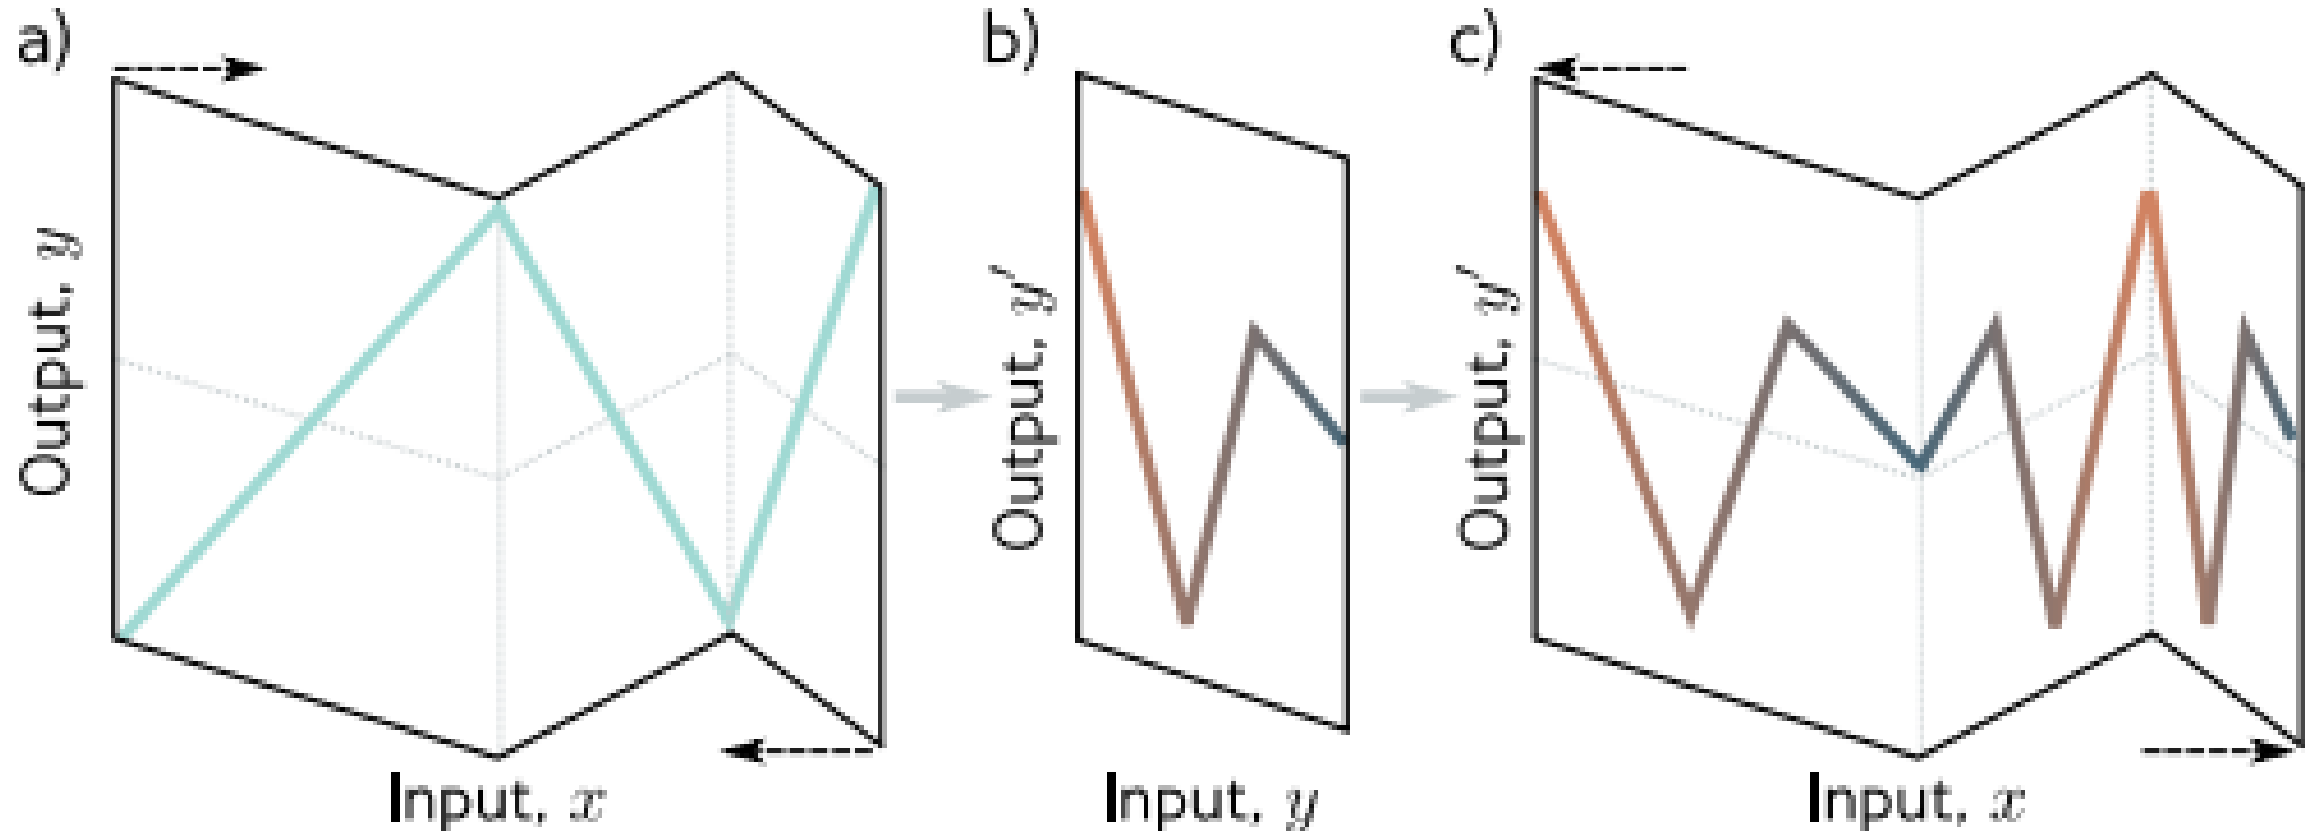 a)
Output, y
Input, x
b)
Output, y′
Input, y
c)
Output, y′
Input, x